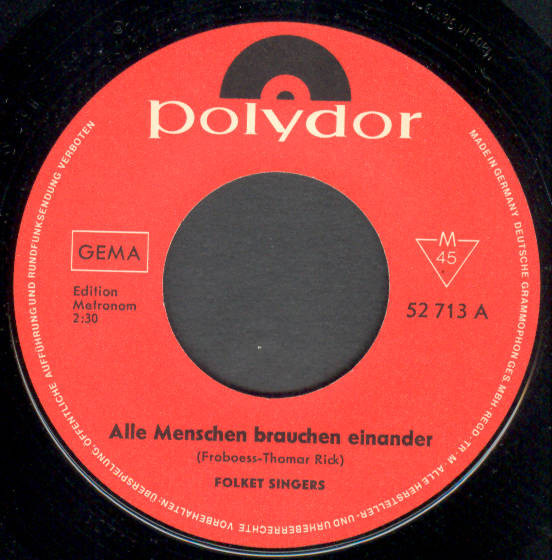 polydor
GEMA
M
45
Edition
Metronom
2:30
52 713 A
Alle Menschen brauchen einander
(Froboess-Thomar Rick)
FOLKET SINGERS
MADE IN GERMANY DEUTSCHE GRAMMOPHON GES. MBH - REGD - TR - M - ALLE HERSTELLER- -UND URHEBERRECHTE VORBEHALTEN · ÜBERSPIELUNG, ÖFFENTLICHE AUFFÜHRUNG UND RUNDFUNKSENDUNG VERBOTEN